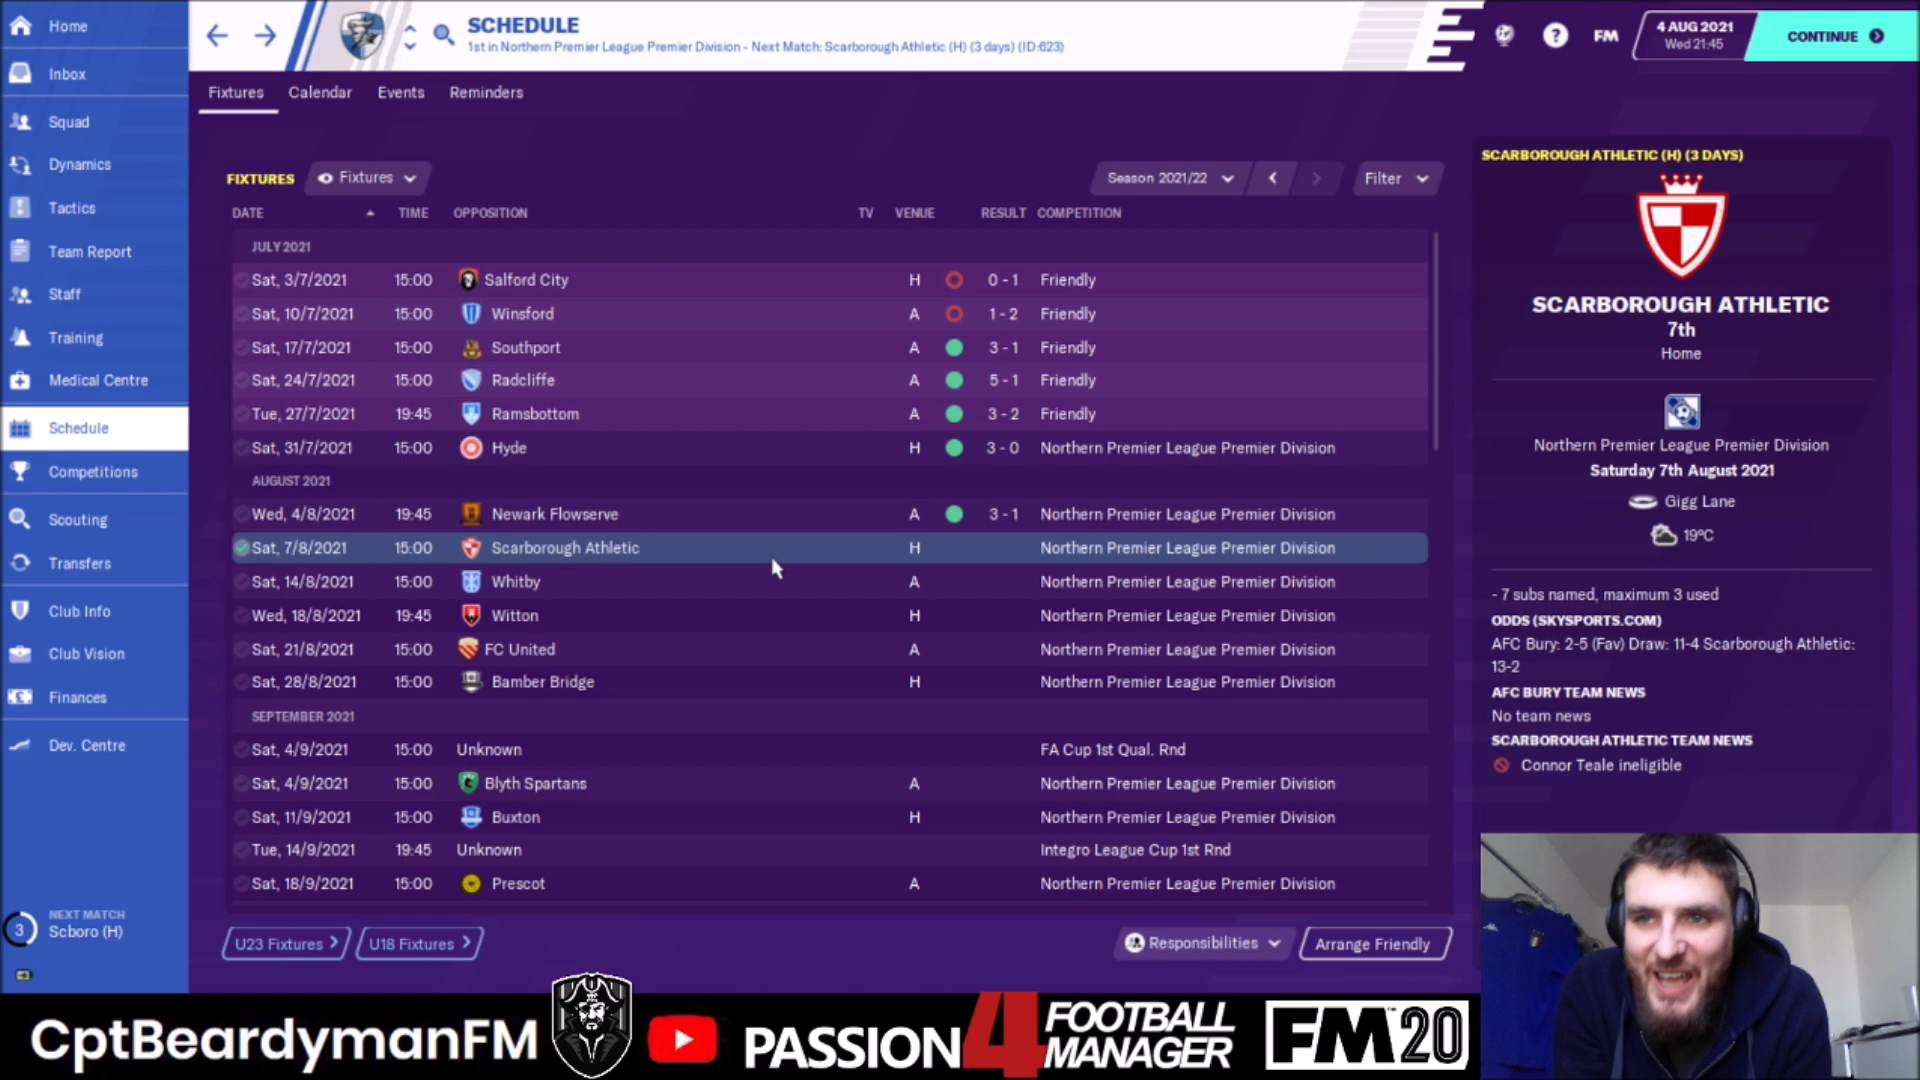 Home
Inbox
Squad
Dynamics
Tactics
Team Report
Staff
Training
Medical Centre
Schedule
Competitions
Scouting
Transfers
Club Info
Club Vision
Finances
Dev. Centre
3 NEXT MATCH
Scboro (H)
SCHEDULE
1st in Northern Premier League Premier Division - Next Match: Scarborough Athletic (H) (3 days) (ID:623)
? FM 4 AUG 2021 CONTINUE
Wed 21:45
Fixtures Calendar Events Reminders
FIXTURES Fixtures Season 2021/22 Filter
DATE TIME OPPOSITION TV VENUE RESULT COMPETITION
JULY 2021
Sat, 3/7/2021 15:00 Salford City H 0 - 1 Friendly
Sat, 10/7/2021 15:00 Winsford A 1 - 2 Friendly
Sat, 17/7/2021 15:00 Southport A 3 - 1 Friendly
Sat, 24/7/2021 15:00 Radcliffe A 5 - 1 Friendly
Tue, 27/7/2021 19:45 Ramsbottom A 3 - 2 Friendly
Sat, 31/7/2021 15:00 Hyde H 3 - 0 Northern Premier League Premier Division
AUGUST 2021
Wed, 4/8/2021 19:45 Newark Flowserve A 3 - 1 Northern Premier League Premier Division
Sat, 7/8/2021 15:00 Scarborough Athletic H Northern Premier League Premier Division
Sat, 14/8/2021 15:00 Whitby A Northern Premier League Premier Division
Wed, 18/8/2021 19:45 Witton H Northern Premier League Premier Division
Sat, 21/8/2021 15:00 FC United A Northern Premier League Premier Division
Sat, 28/8/2021 15:00 Bamber Bridge H Northern Premier League Premier Division
SEPTEMBER 2021
Sat, 4/9/2021 15:00 Unknown FA Cup 1st Qual. Rnd
Sat, 4/9/2021 15:00 Blyth Spartans A Northern Premier League Premier Division
Sat, 11/9/2021 15:00 Buxton H Northern Premier League Premier Division
Tue, 14/9/2021 19:45 Unknown Integro League Cup 1st Rnd
Sat, 18/9/2021 15:00 Prescot A Northern Premier League Premier Division
U23 Fixtures U18 Fixtures Responsibilities Arrange Friendly
SCARBOROUGH ATHLETIC (H) (3 DAYS)
SCARBOROUGH ATHLETIC
7th
Home
Northern Premier League Premier Division
Saturday 7th August 2021
Gigg Lane
19°C
- 7 subs named, maximum 3 used
ODDS (SKYSPORTS.COM)
AFC Bury: 2-5 (Fav) Draw: 11-4 Scarborough Athletic:
13-2
AFC BURY TEAM NEWS
No team news
SCARBOROUGH ATHLETIC TEAM NEWS
Connor Teale ineligible
CptBeardymanFM PASSION 4 FOOTBALL MANAGER FM20